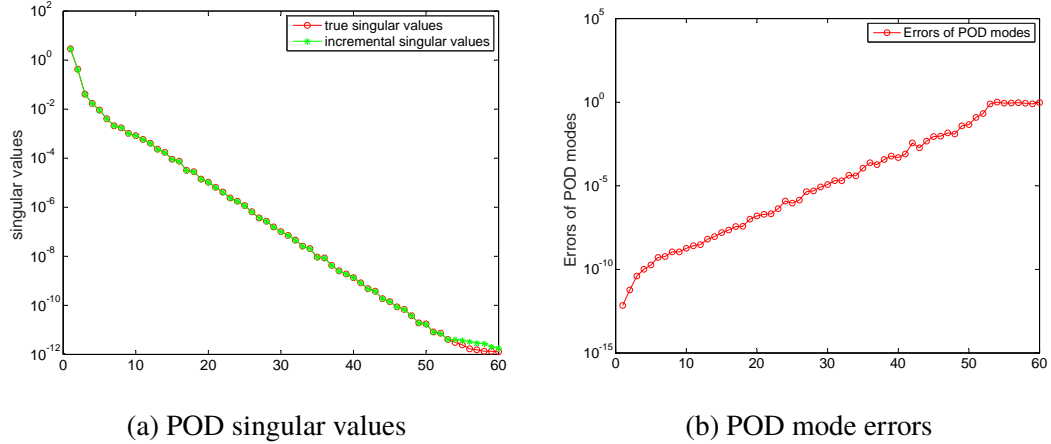 10^2
10^0
10^-2
10^-4
10^-6
10^-8
10^-10
10^-12
singular values
true singular values
incremental singular values
0 10 20 30 40 50 60
(a) POD singular values
10^5
10^0
10^-5
10^-10
10^-15
Errors of POD modes
Errors of POD modes
0 10 20 30 40 50 60
(b) POD mode errors